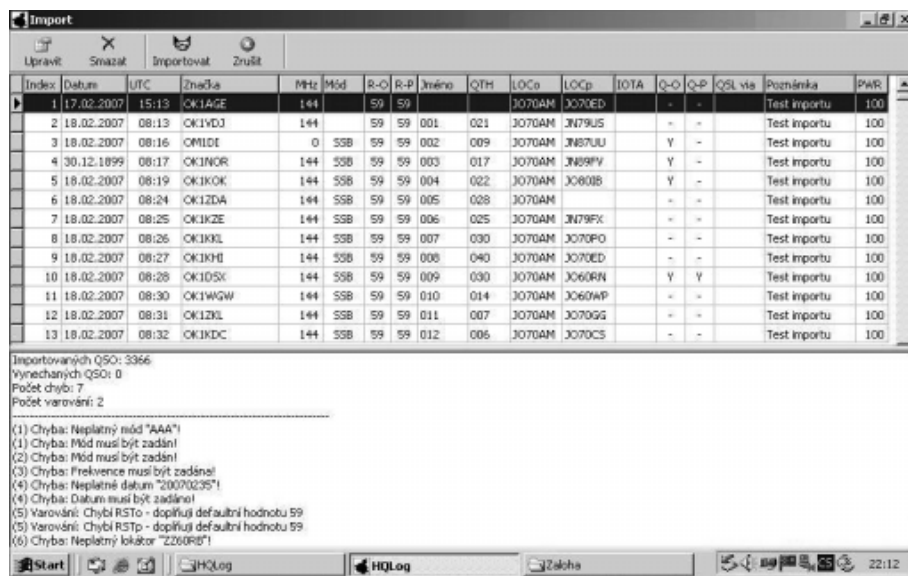 Import
Upravit Smazat Importovat Zrušit
Index Datum UTC Značka MHz Mód R-O R-P Jméno QTH LOCo LOCp IOTA Q-O Q-P QSL via Poznámka PWR
1 17.02.2007 15:13 OK1AGE 144 59 59 JO70AM JO70ED - - Test importu 100
2 18.02.2007 08:13 OK1VDJ 144 59 59 001 021 JO70AM JN79US - - Test importu 100
3 18.02.2007 08:16 OM1DI 0 SSB 59 59 002 009 JO70AM JN87UU Y - Test importu 100
4 30.12.1899 08:17 OK1NOR 144 SSB 59 59 003 017 JO70AM JN89FV Y - Test importu 100
5 18.02.2007 08:19 OK1KOK 144 SSB 59 59 004 022 JO70AM JO80IB Y - Test importu 100
6 18.02.2007 08:24 OK1ZDA 144 SSB 59 59 005 028 JO70AM - - Test importu 100
7 18.02.2007 08:25 OK1KZE 144 SSB 59 59 006 025 JO70AM JN79FX - - Test importu 100
8 18.02.2007 08:26 OK1KKL 144 SSB 59 59 007 030 JO70AM JO70PO - - Test importu 100
9 18.02.2007 08:27 OK1KHI 144 SSB 59 59 008 040 JO70AM JO70ED - - Test importu 100
10 18.02.2007 08:28 OK1DSX 144 SSB 59 59 009 030 JO70AM JO60RN Y Y Test importu 100
11 18.02.2007 08:30 OK1WGW 144 SSB 59 59 010 014 JO70AM JO60WP - - Test importu 100
12 18.02.2007 08:31 OK1ZKL 144 SSB 59 59 011 007 JO70AM JO70GG - - Test importu 100
13 18.02.2007 08:32 OK1KDC 144 SSB 59 59 012 006 JO70AM JO70CS - - Test importu 100
Importovaných QSO: 3366
Vynechaných QSO: 0
Počet chyb: 7
Počet varování: 2
(1) Chyba: Neplatný mód "AAA"!
(1) Chyba: Mód musí být zadán!
(2) Chyba: Mód musí být zadán!
(3) Chyba: Frekvence musí být zadána!
(4) Chyba: Neplatné datum "20070235"!
(4) Chyba: Datum musí být zadáno!
(5) Varování: Chybí RSTo - doplňuji defaultní hodnotu 59
(5) Varování: Chybí RSTp - doplňuji defaultní hodnotu 59
(6) Chyba: Neplatný lokátor "ZZ60RB"!
Start HQLog HQLog Zaloha CS 22:12